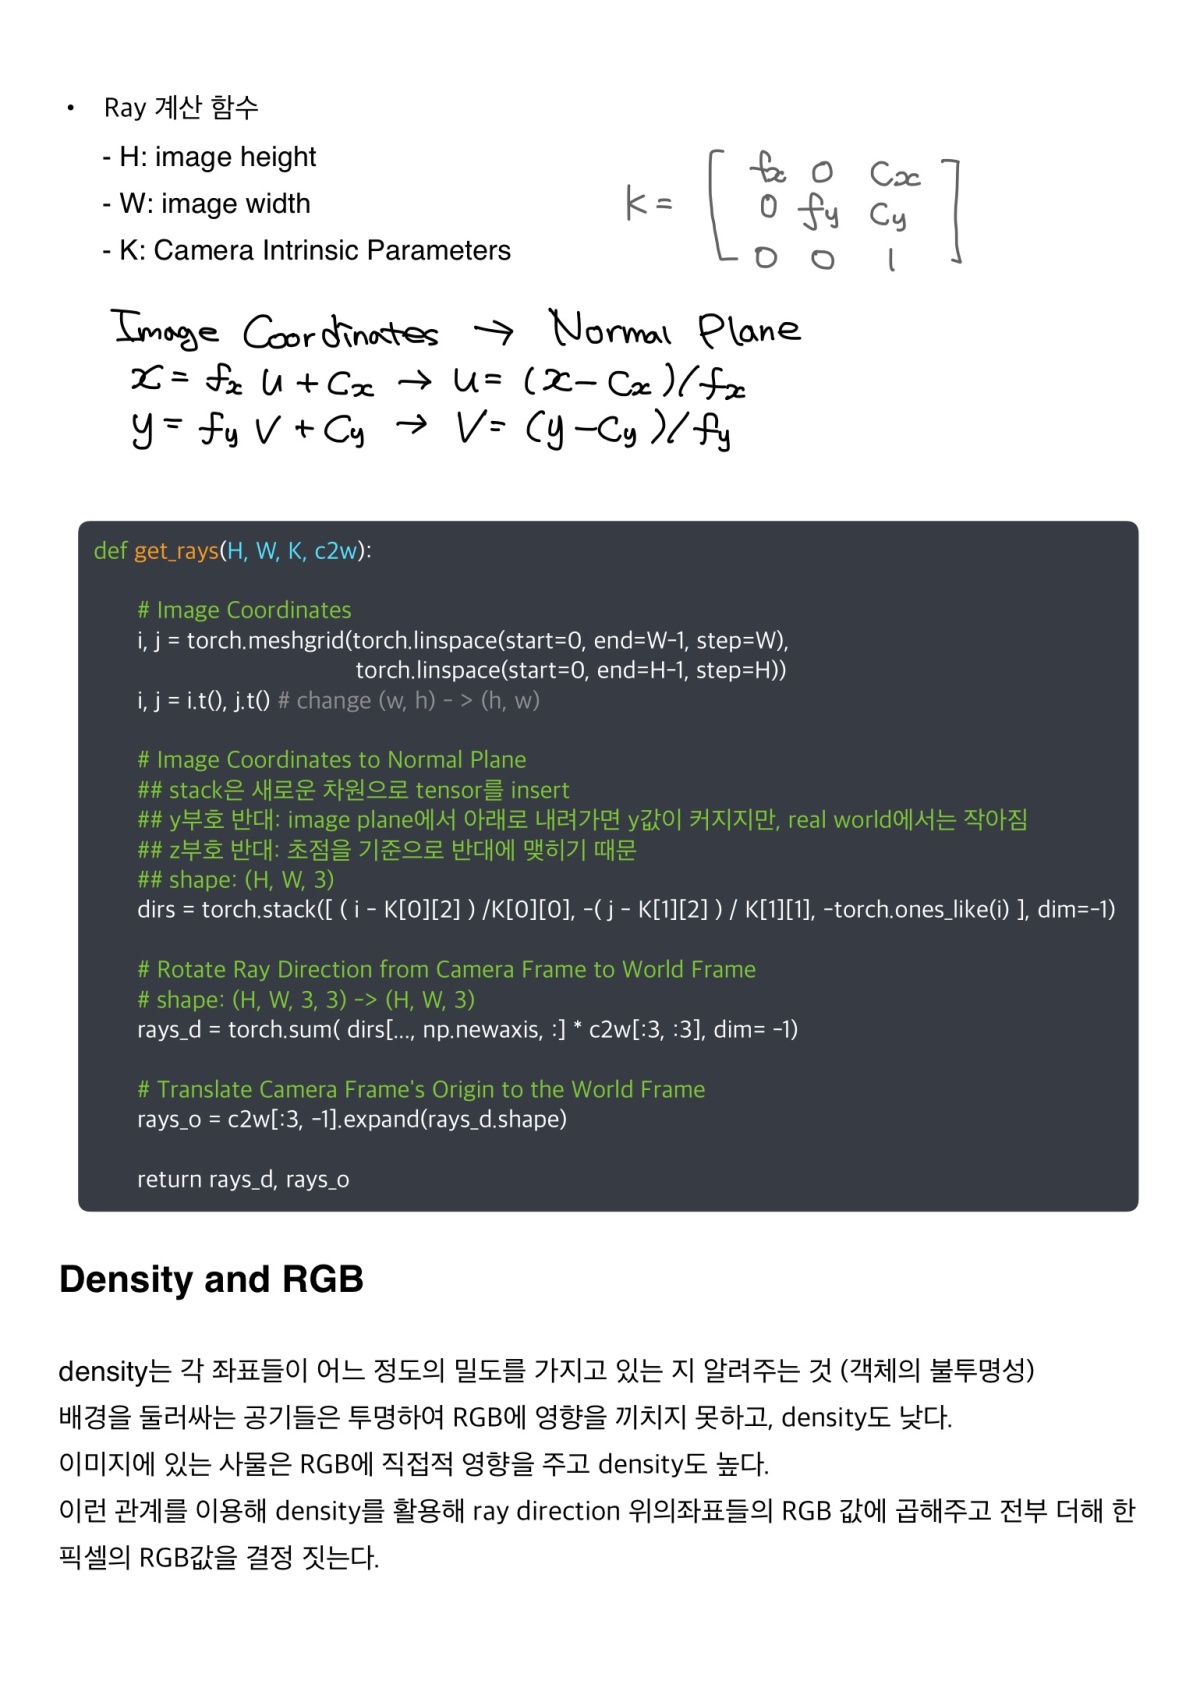 • Ray 계산 함수
- H: image height
- W: image width
- K: Camera Intrinsic Parameters
K = [ fx 0 Cx
0 fy Cy
0 0 1 ]
Image Coordinates → Normal Plane
x = fx u + Cx → u = (x - Cx)/fx
y = fy v + Cy → v = (y - Cy)/fy
def get_rays(H, W, K, c2w):
# Image Coordinates
i, j = torch.meshgrid(torch.linspace(start=0, end=W-1, step=W),
torch.linspace(start=0, end=H-1, step=H))
i, j = i.t(), j.t() # change (w, h) - > (h, w)
# Image Coordinates to Normal Plane
## stack은 새로운 차원으로 tensor를 insert
## y부호 반대: image plane에서 아래로 내려가면 y값이 커지지만, real world에서는 작아짐
## z부호 반대: 초점을 기준으로 반대에 맺히기 때문
## shape: (H, W, 3)
dirs = torch.stack([ ( i - K[0][2] ) /K[0][0], -( j - K[1][2] ) / K[1][1], -torch.ones_like(i) ], dim=-1)
# Rotate Ray Direction from Camera Frame to World Frame
# shape: (H, W, 3, 3) -> (H, W, 3)
rays_d = torch.sum( dirs[..., np.newaxis, :] * c2w[:3, :3], dim= -1)
# Translate Camera Frame's Origin to the World Frame
rays_o = c2w[:3, -1].expand(rays_d.shape)
return rays_d, rays_o
Density and RGB
density는 각 좌표들이 어느 정도의 밀도를 가지고 있는 지 알려주는 것 (객체의 불투명성)
배경을 둘러싸는 공기들은 투명하여 RGB에 영향을 끼치지 못하고, density도 낮다.
이미지에 있는 사물은 RGB에 직접적 영향을 주고 density도 높다.
이런 관계를 이용해 density를 활용해 ray direction 위의좌표들의 RGB 값에 곱해주고 전부 더해 한
픽셀의 RGB값을 결정 짓는다.